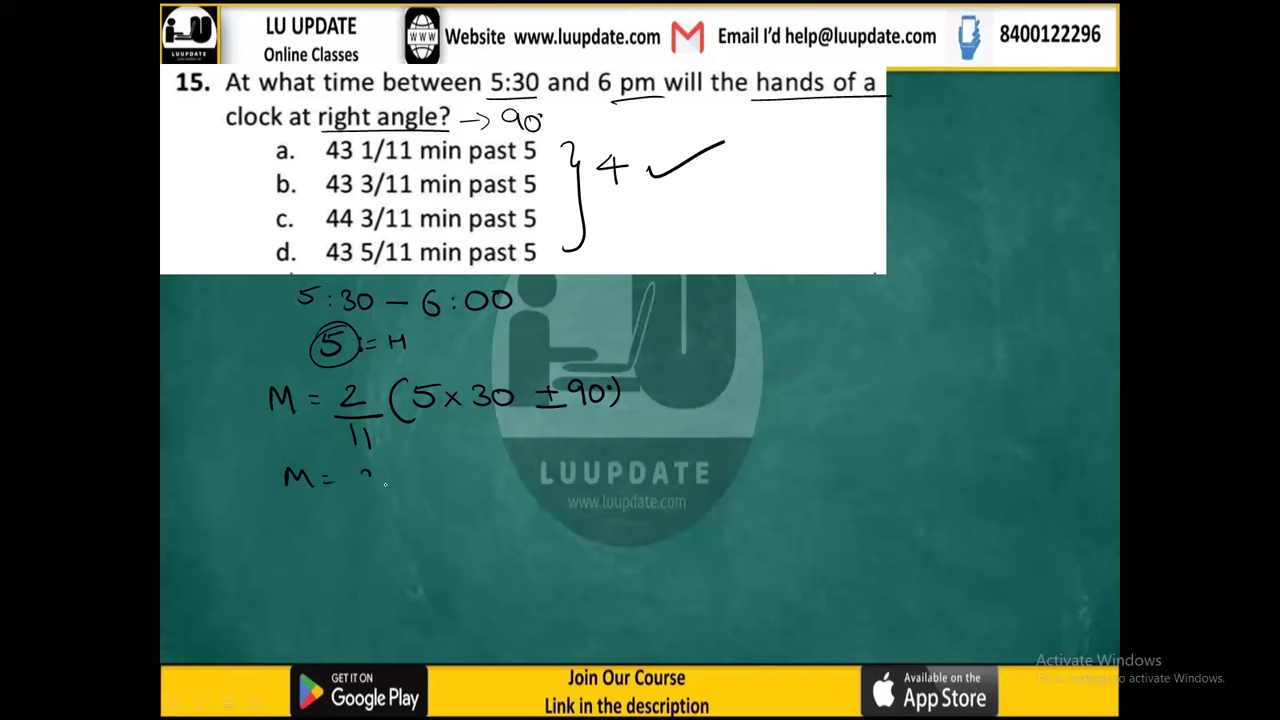 LU UPDATE
Online Classes
LUUPDATE
WWW
Website www.luupdate.com
Email I'd help@luupdate.com
8400122296
15. At what time between 5:30 and 6 pm will the hands of a
clock at right angle? → 90°
a. 43 1/11 min past 5
b. 43 3/11 min past 5
c. 44 3/11 min past 5
d. 43 5/11 min past 5
} 4 ✓
5:30 – 6:00
5 := H
M = 2/11 (5 × 30 ± 90°)
M =
LUUPDATE
www.luupdate.com
GET IT ON
Google Play
Join Our Course
Link in the description
Available on the
App Store
Activate Windows